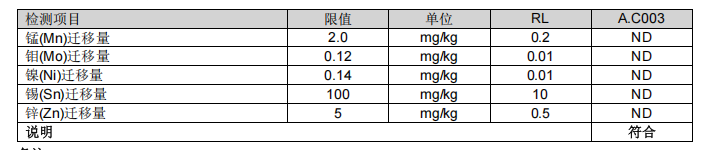 检测项目 限值 单位 RL A.C003
锰(Mn)迁移量 2.0 mg/kg 0.2 ND
钼(Mo)迁移量 0.12 mg/kg 0.01 ND
镍(Ni)迁移量 0.14 mg/kg 0.01 ND
锡(Sn)迁移量 100 mg/kg 10 ND
锌(Zn)迁移量 5 mg/kg 0.5 ND
说明 符合